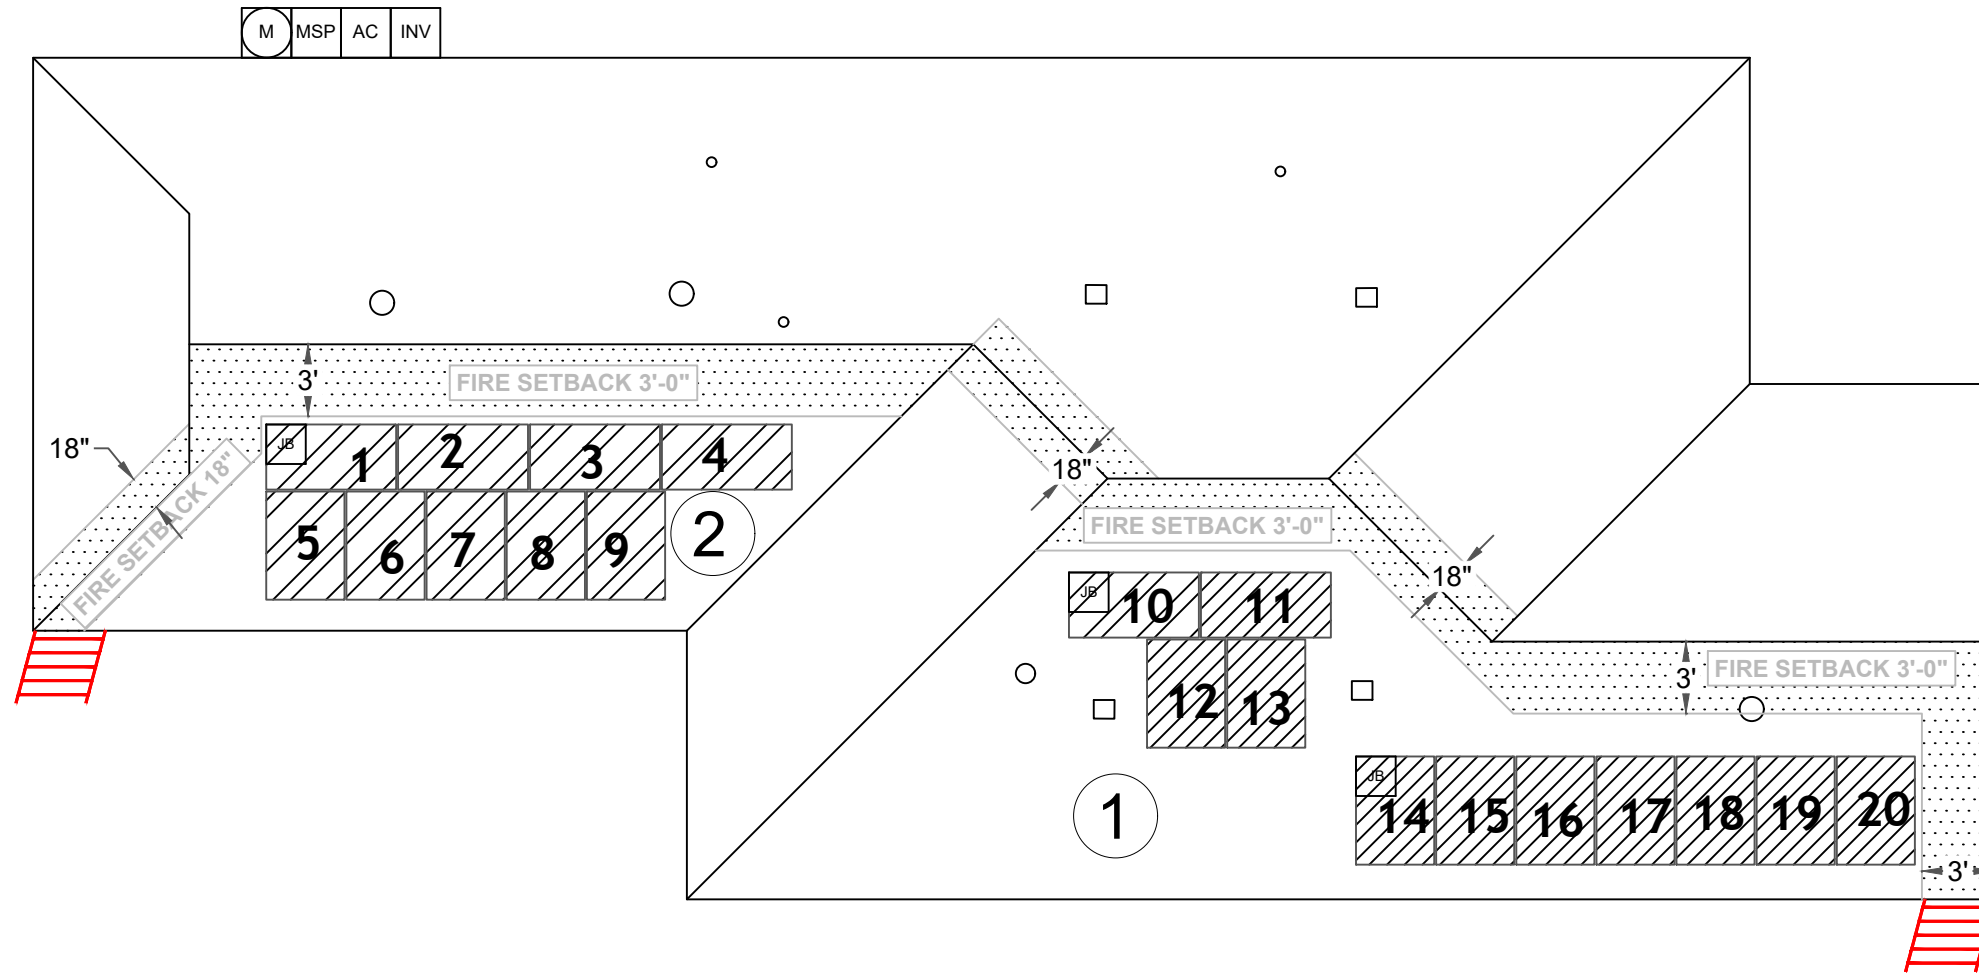 M MSP AC INV
3'
FIRE SETBACK 3'-0"
18"
FIRE SETBACK 18"
JB
1 2 3 4
5 6 7 8 9
2
18"
FIRE SETBACK 3'-0"
18"
JB
10 11
12 13
1
3'
FIRE SETBACK 3'-0"
JB
14 15 16 17 18 19 20
3'